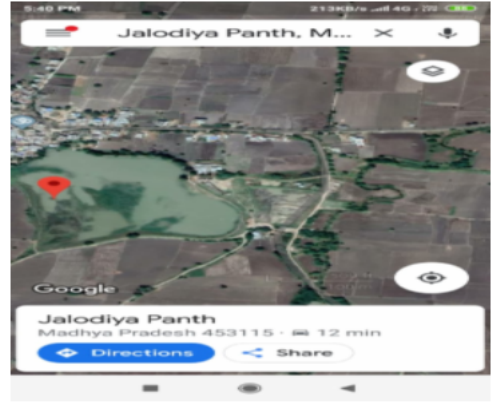 5:40 PM 213KB/s 4G
Jalodiya Panth, M...
Google
Jalodiya Panth
Madhya Pradesh 453115 · 12 min
Directions
Share